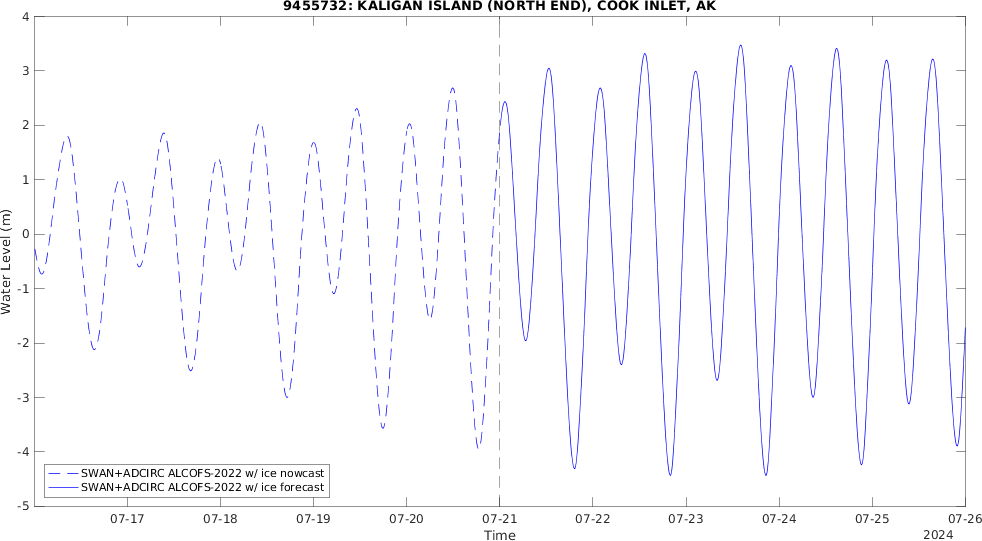 9455732: KALIGAN ISLAND (NORTH END), COOK INLET, AK
4
3
2
1
0
-1
-2
-3
-4
-5
Water Level (m)
SWAN+ADCIRC ALCOFS-2022 w/ ice nowcast
SWAN+ADCIRC ALCOFS-2022 w/ ice forecast
07-17 07-18 07-19 07-20 07-21 07-22 07-23 07-24 07-25 07-26
Time
2024